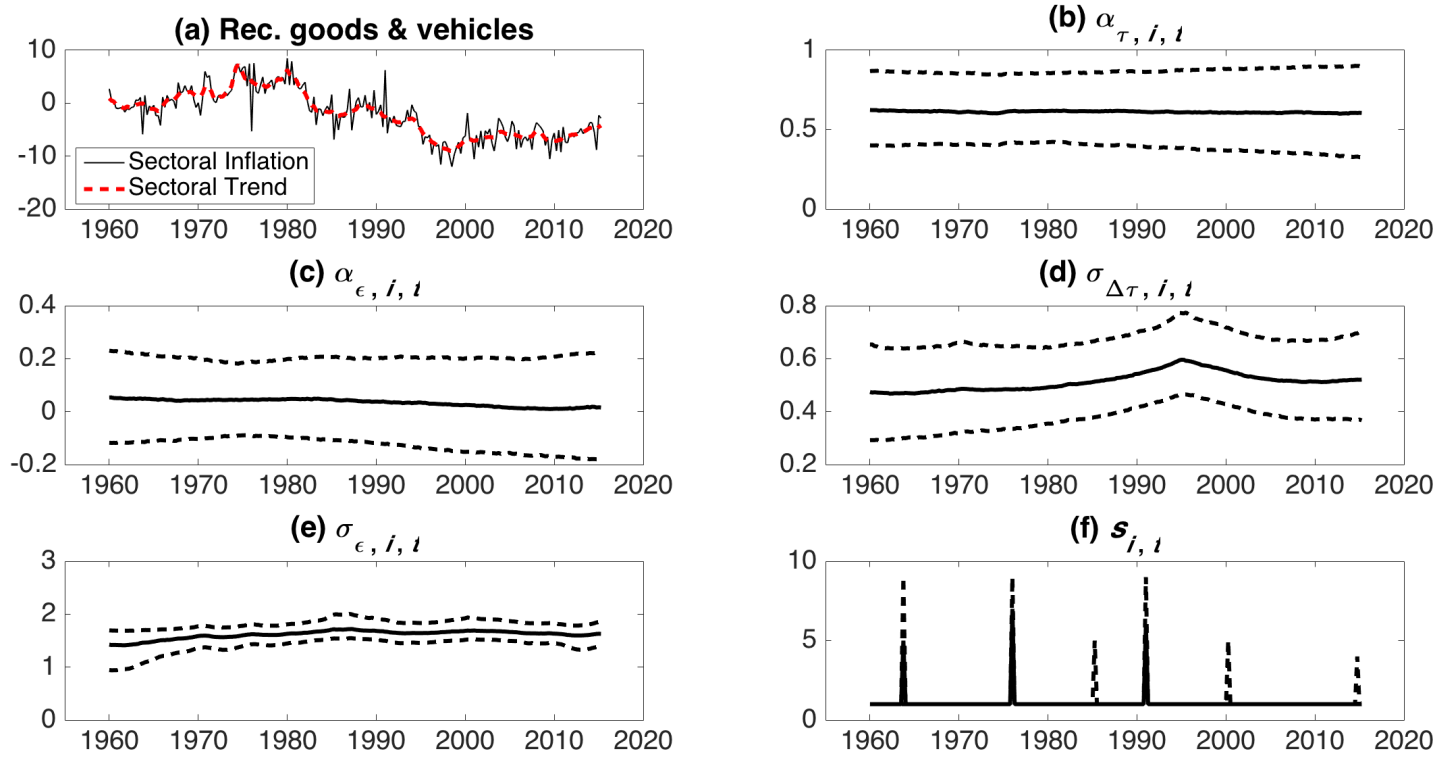 (a) Rec. goods & vehicles
10
0
-10
-20
Sectoral Inflation
Sectoral Trend
1960 1970 1980 1990 2000 2010 2020
(b) α τ, i, t
1
0.5
0
1960 1970 1980 1990 2000 2010 2020
(c) α ϵ, i, t
0.4
0.2
0
-0.2
1960 1970 1980 1990 2000 2010 2020
(d) σ Δτ, i, t
0.8
0.6
0.4
0.2
1960 1970 1980 1990 2000 2010 2020
(e) σ ϵ, i, t
3
2
1
0
1960 1970 1980 1990 2000 2010 2020
(f) s i, t
10
5
0
1960 1970 1980 1990 2000 2010 2020